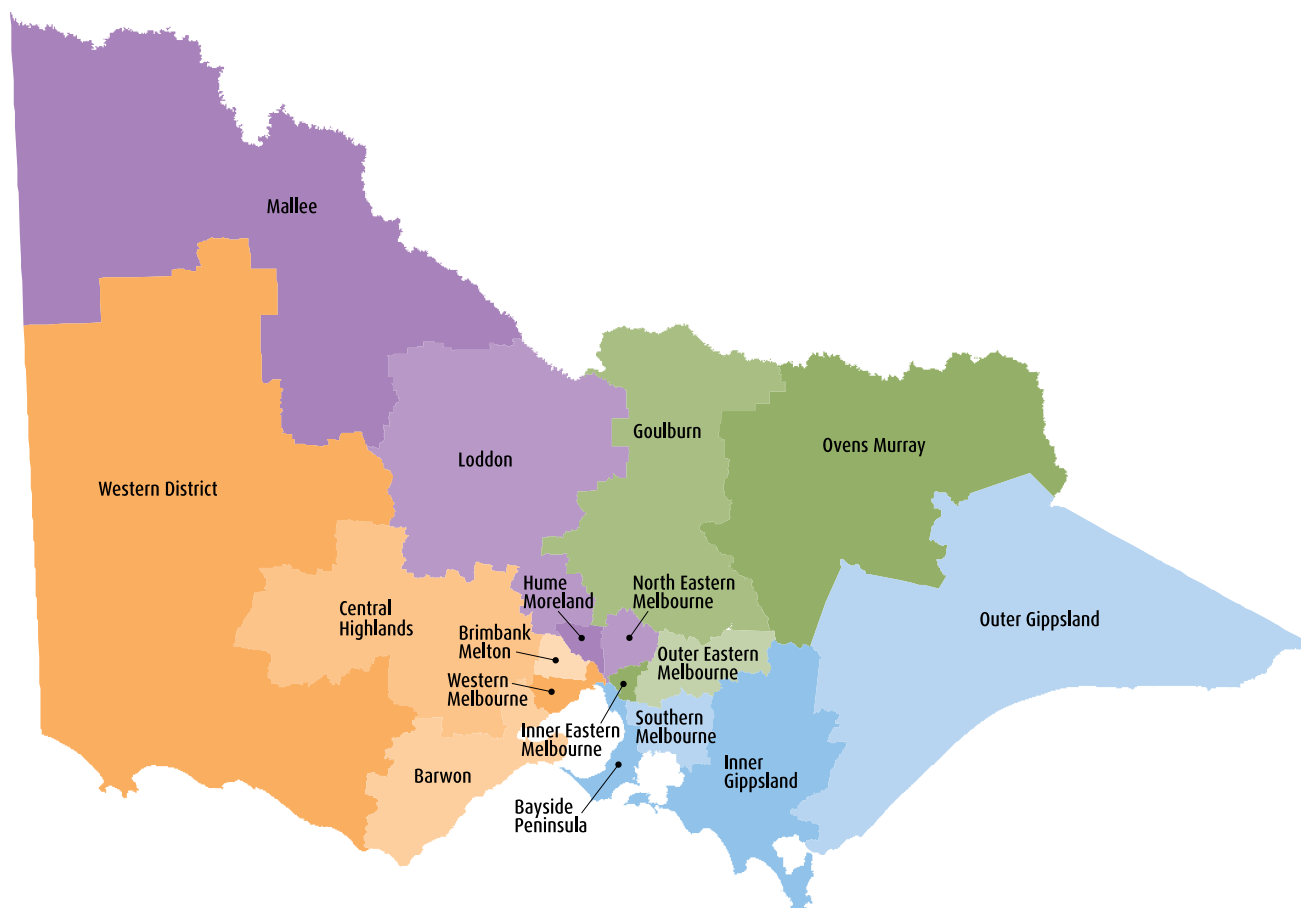 Mallee
Goulburn
Ovens Murray
Loddon
Western District
Hume
Moreland
North Eastern
Melbourne
Central
Highlands
Outer Gippsland
Brimbank
Melton
Outer Eastern
Melbourne
Western
Melbourne
Inner Eastern
Melbourne
Southern
Melbourne
Inner
Gippsland
Barwon
Bayside
Peninsula